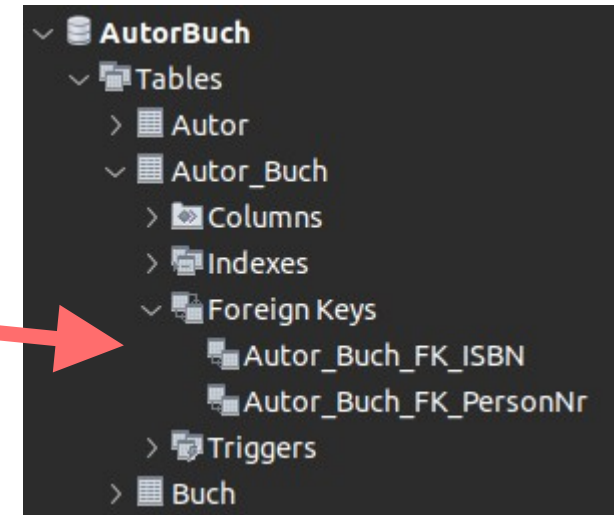 AutorBuch
Tables
Autor
Autor_Buch
Columns
Indexes
Foreign Keys
Autor_Buch_FK_ISBN
Autor_Buch_FK_PersonNr
Triggers
Buch